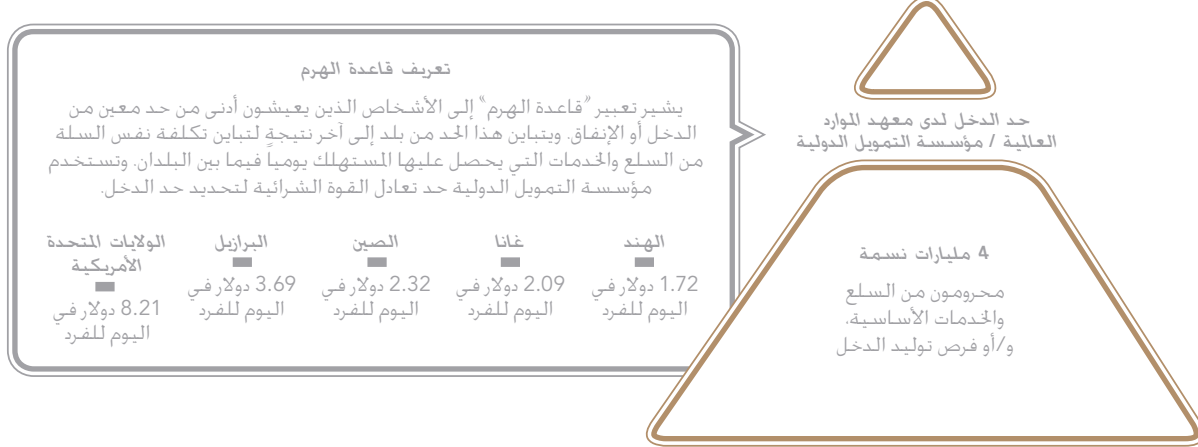 تعريف قاعدة الهرم
يشير تعبير "قاعدة الهرم" إلى الأشخاص الذين يعيشون أدنى من حد معين من
الدخل أو الإنفاق. ويتباين هذا الحد من بلد إلى آخر نتيجةٍ لتباين تكلفة نفس السلة
من السلع والخدمات التي يحصل عليها المستهلك يومياً فيما بين البلدان. وتستخدم
مؤسسة التمويل الدولية حد تعادل القوة الشرائية لتحديد حد الدخل.
الهند
1.72 دولار في
اليوم للفرد
غانا
2.09 دولار في
اليوم للفرد
الصين
2.32 دولار في
اليوم للفرد
البرازيل
3.69 دولار في
اليوم للفرد
الولايات المتحدة
الأمريكية
8.21 دولار في
اليوم للفرد
حد الدخل لدى معهد الموارد
العالمية / مؤسسة التمويل الدولية
4 مليارات نسمة
محرومون من السلع
والخدمات الأساسية،
و/أو فرص توليد الدخل